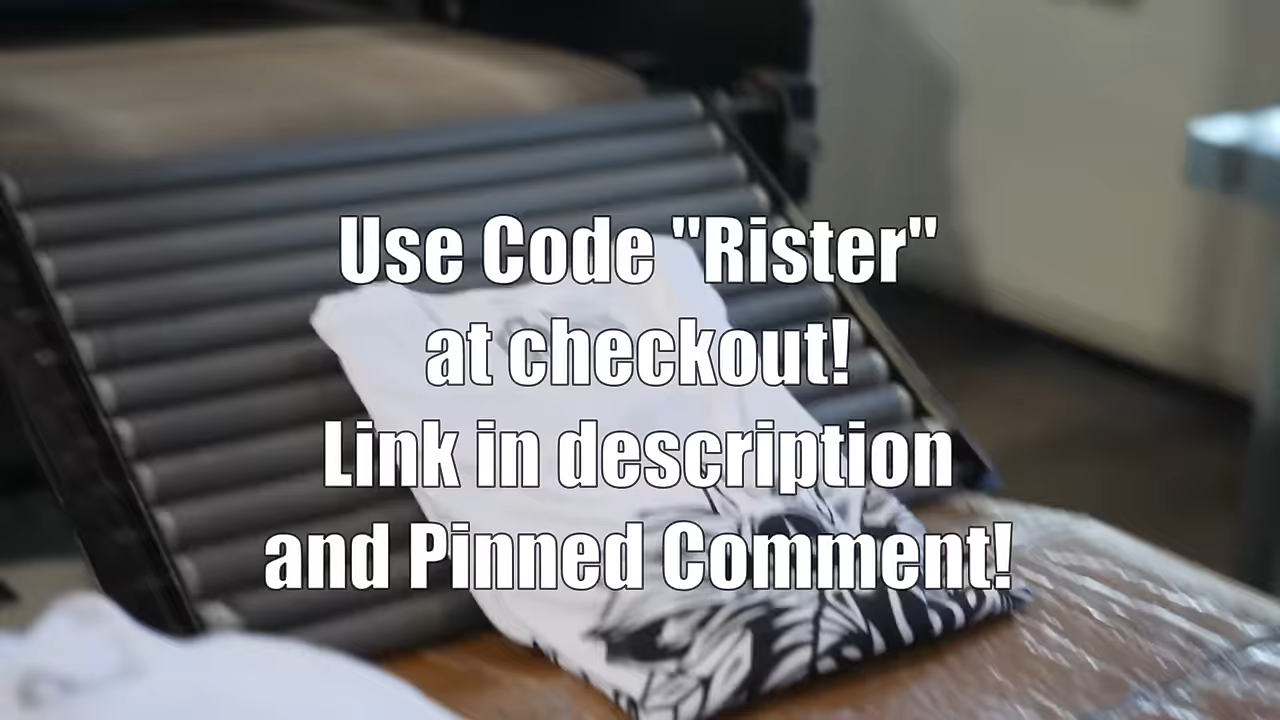 Use Code "Rister"
at checkout!
Link in description
and Pinned Comment!